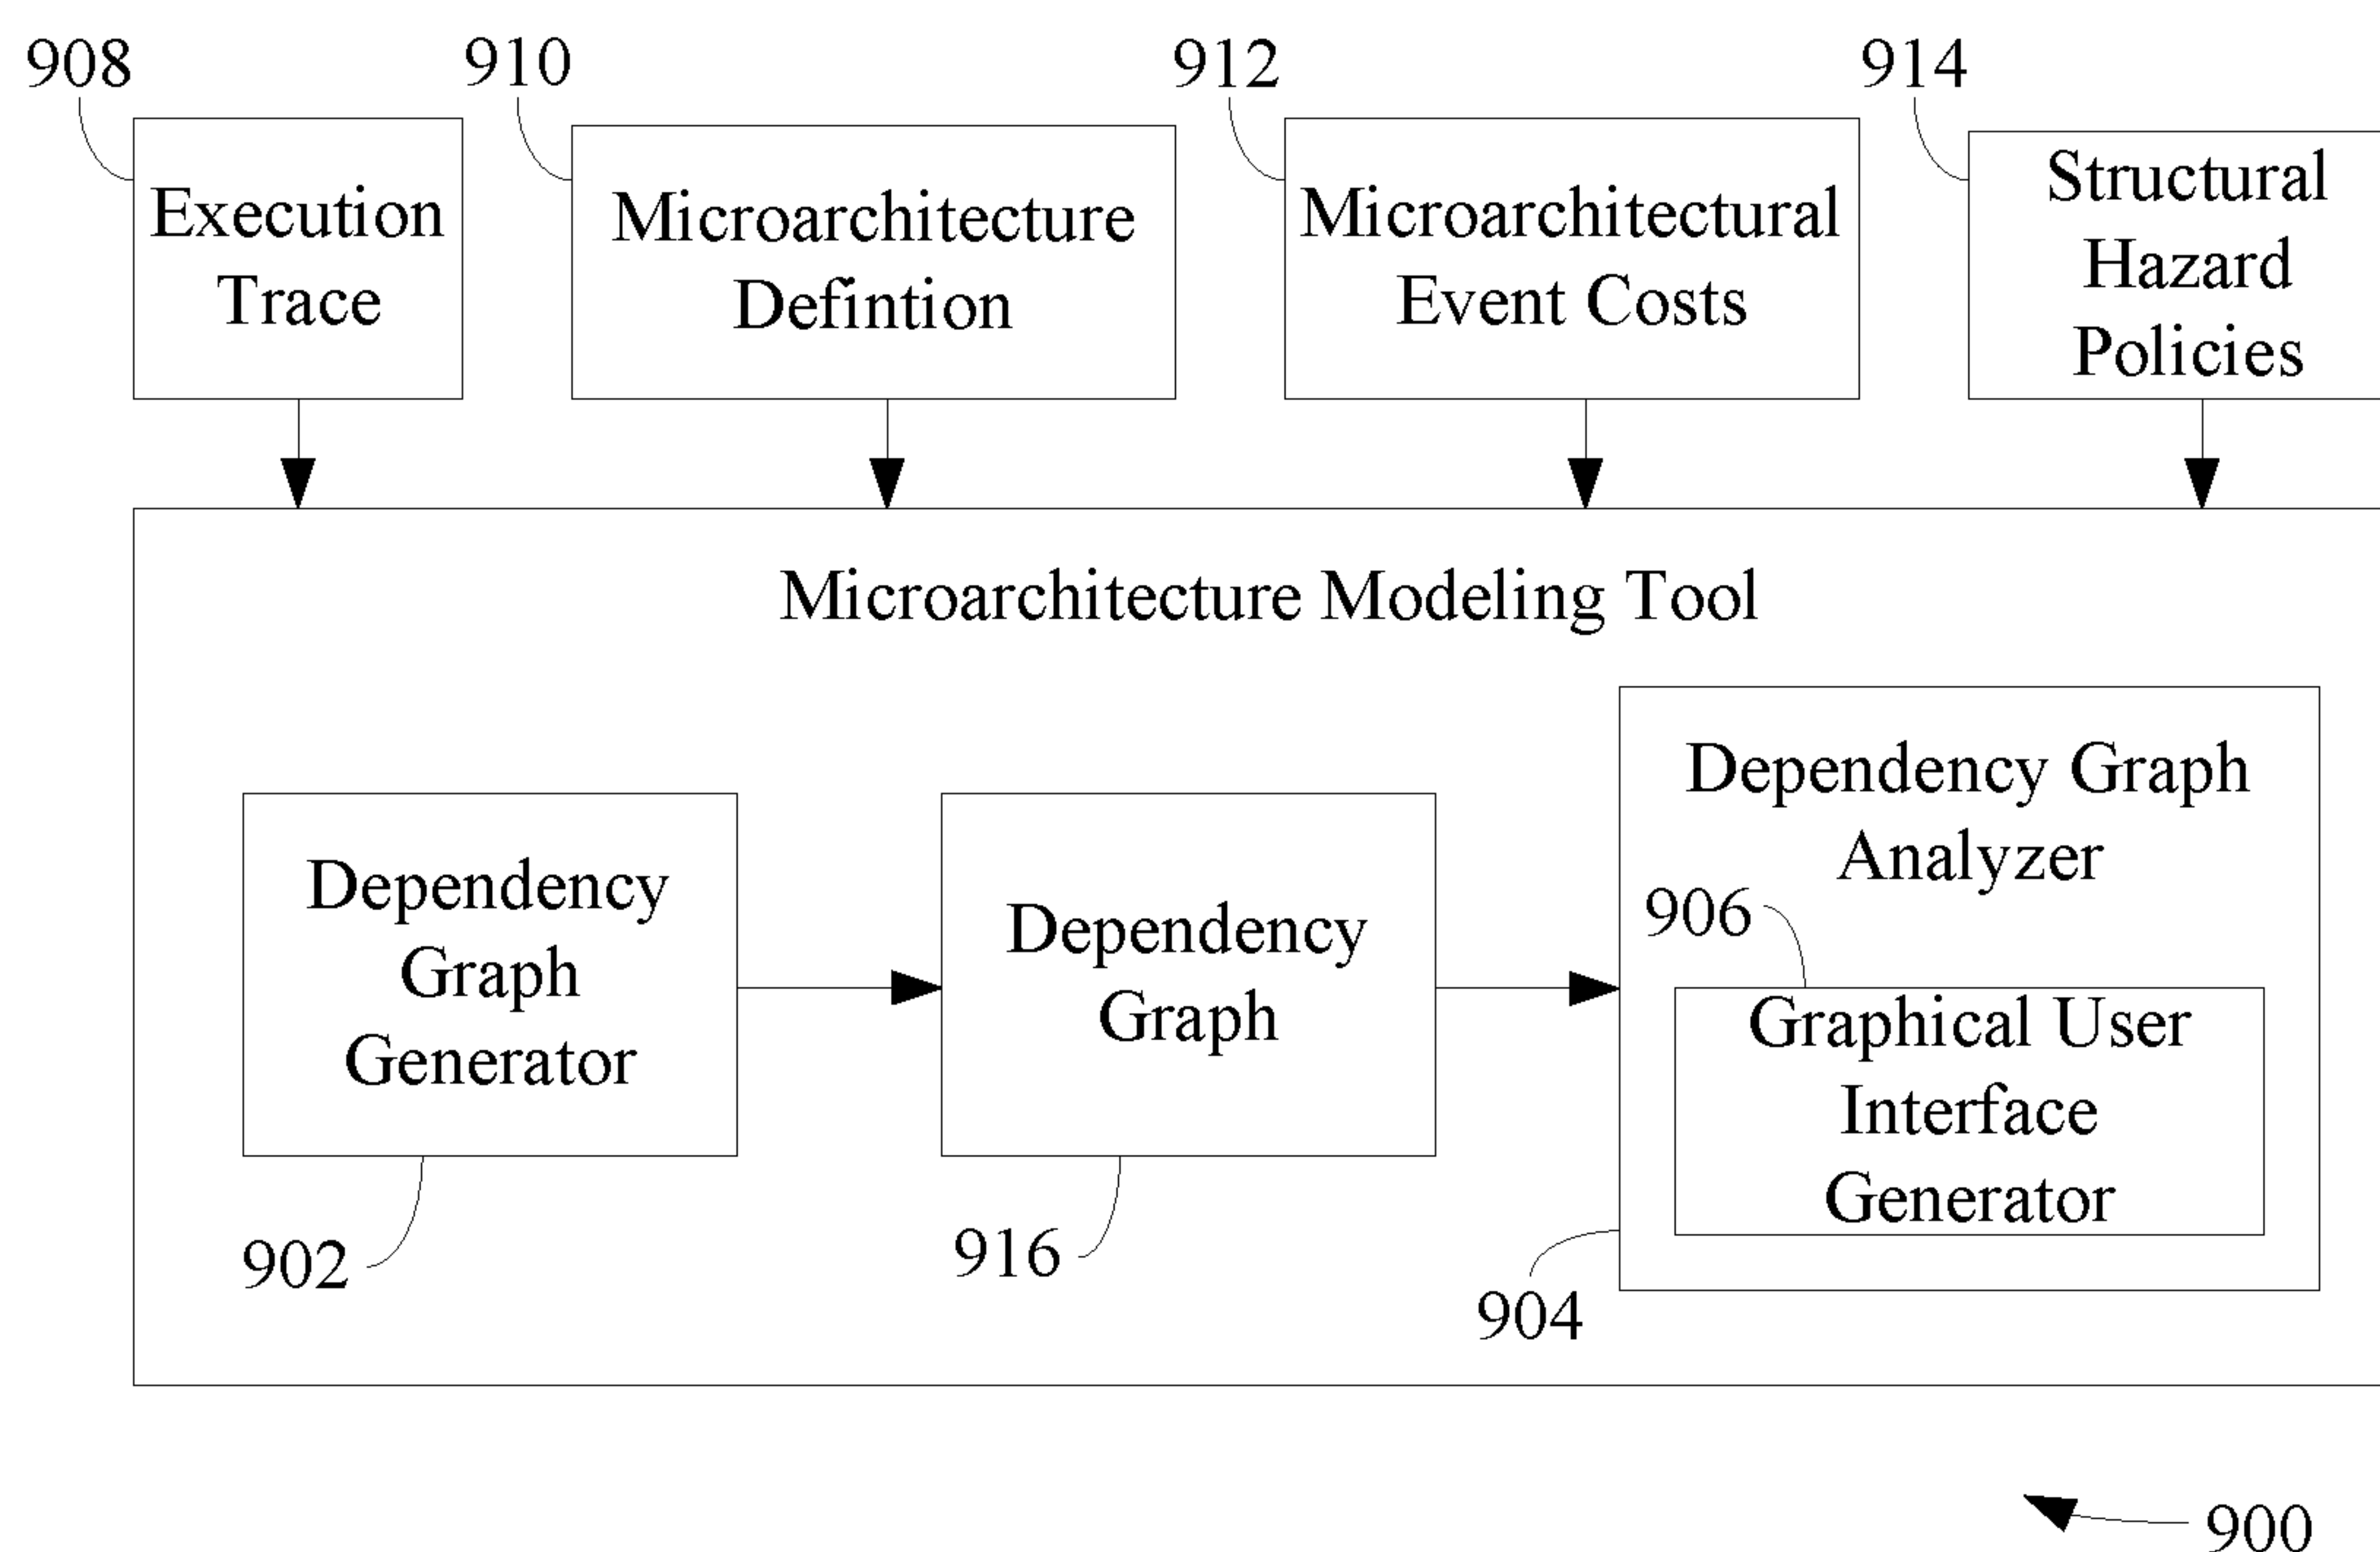 908
910
912
914
Execution
Trace
Microarchitecture
Defintion
Microarchitectural
Event Costs
Structural
Hazard
Policies
Microarchitecture Modeling Tool
Dependency
Graph
Generator
Dependency
Graph
Dependency Graph
Analyzer
906
Graphical User
Interface
Generator
902
916
904
900